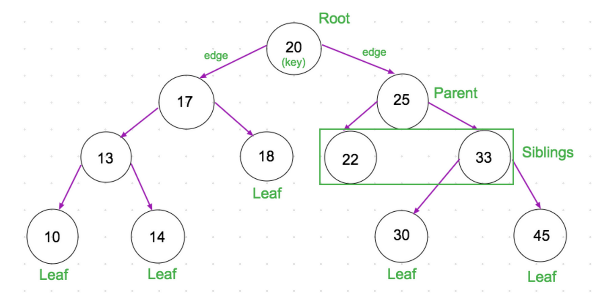 Root
edge
20
(key)
edge
17
25
Parent
13
18
22
33
Siblings
Leaf
10
14
30
45
Leaf
Leaf
Leaf
Leaf